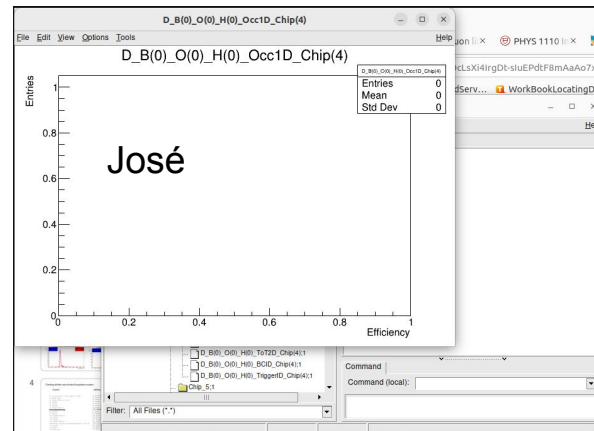 D_B(0)_O(0)_H(0)_Occ1D_Chip(4)
File Edit View Options Tools Help
D_B(0)_O(0)_H(0)_Occ1D_Chip(4)
D_B(0)_O(0)_H(0)_Occ1D_Chip(4)
Entries 0
Mean 0
Std Dev 0
Entries
1
0.8
0.6
0.4
0.2
0
José
0 0.2 0.4 0.6 0.8 1
Efficiency
PHYS 1110
WorkBookLocatingD
He
D_B(0)_O(0)_H(0)_ToT2D_Chip(4);1
D_B(0)_O(0)_H(0)_BCID_Chip(4);1
D_B(0)_O(0)_H(0)_TriggerID_Chip(4);1
Chip_5;1
4
Filter: All Files (*.*)
Command
Command (local):